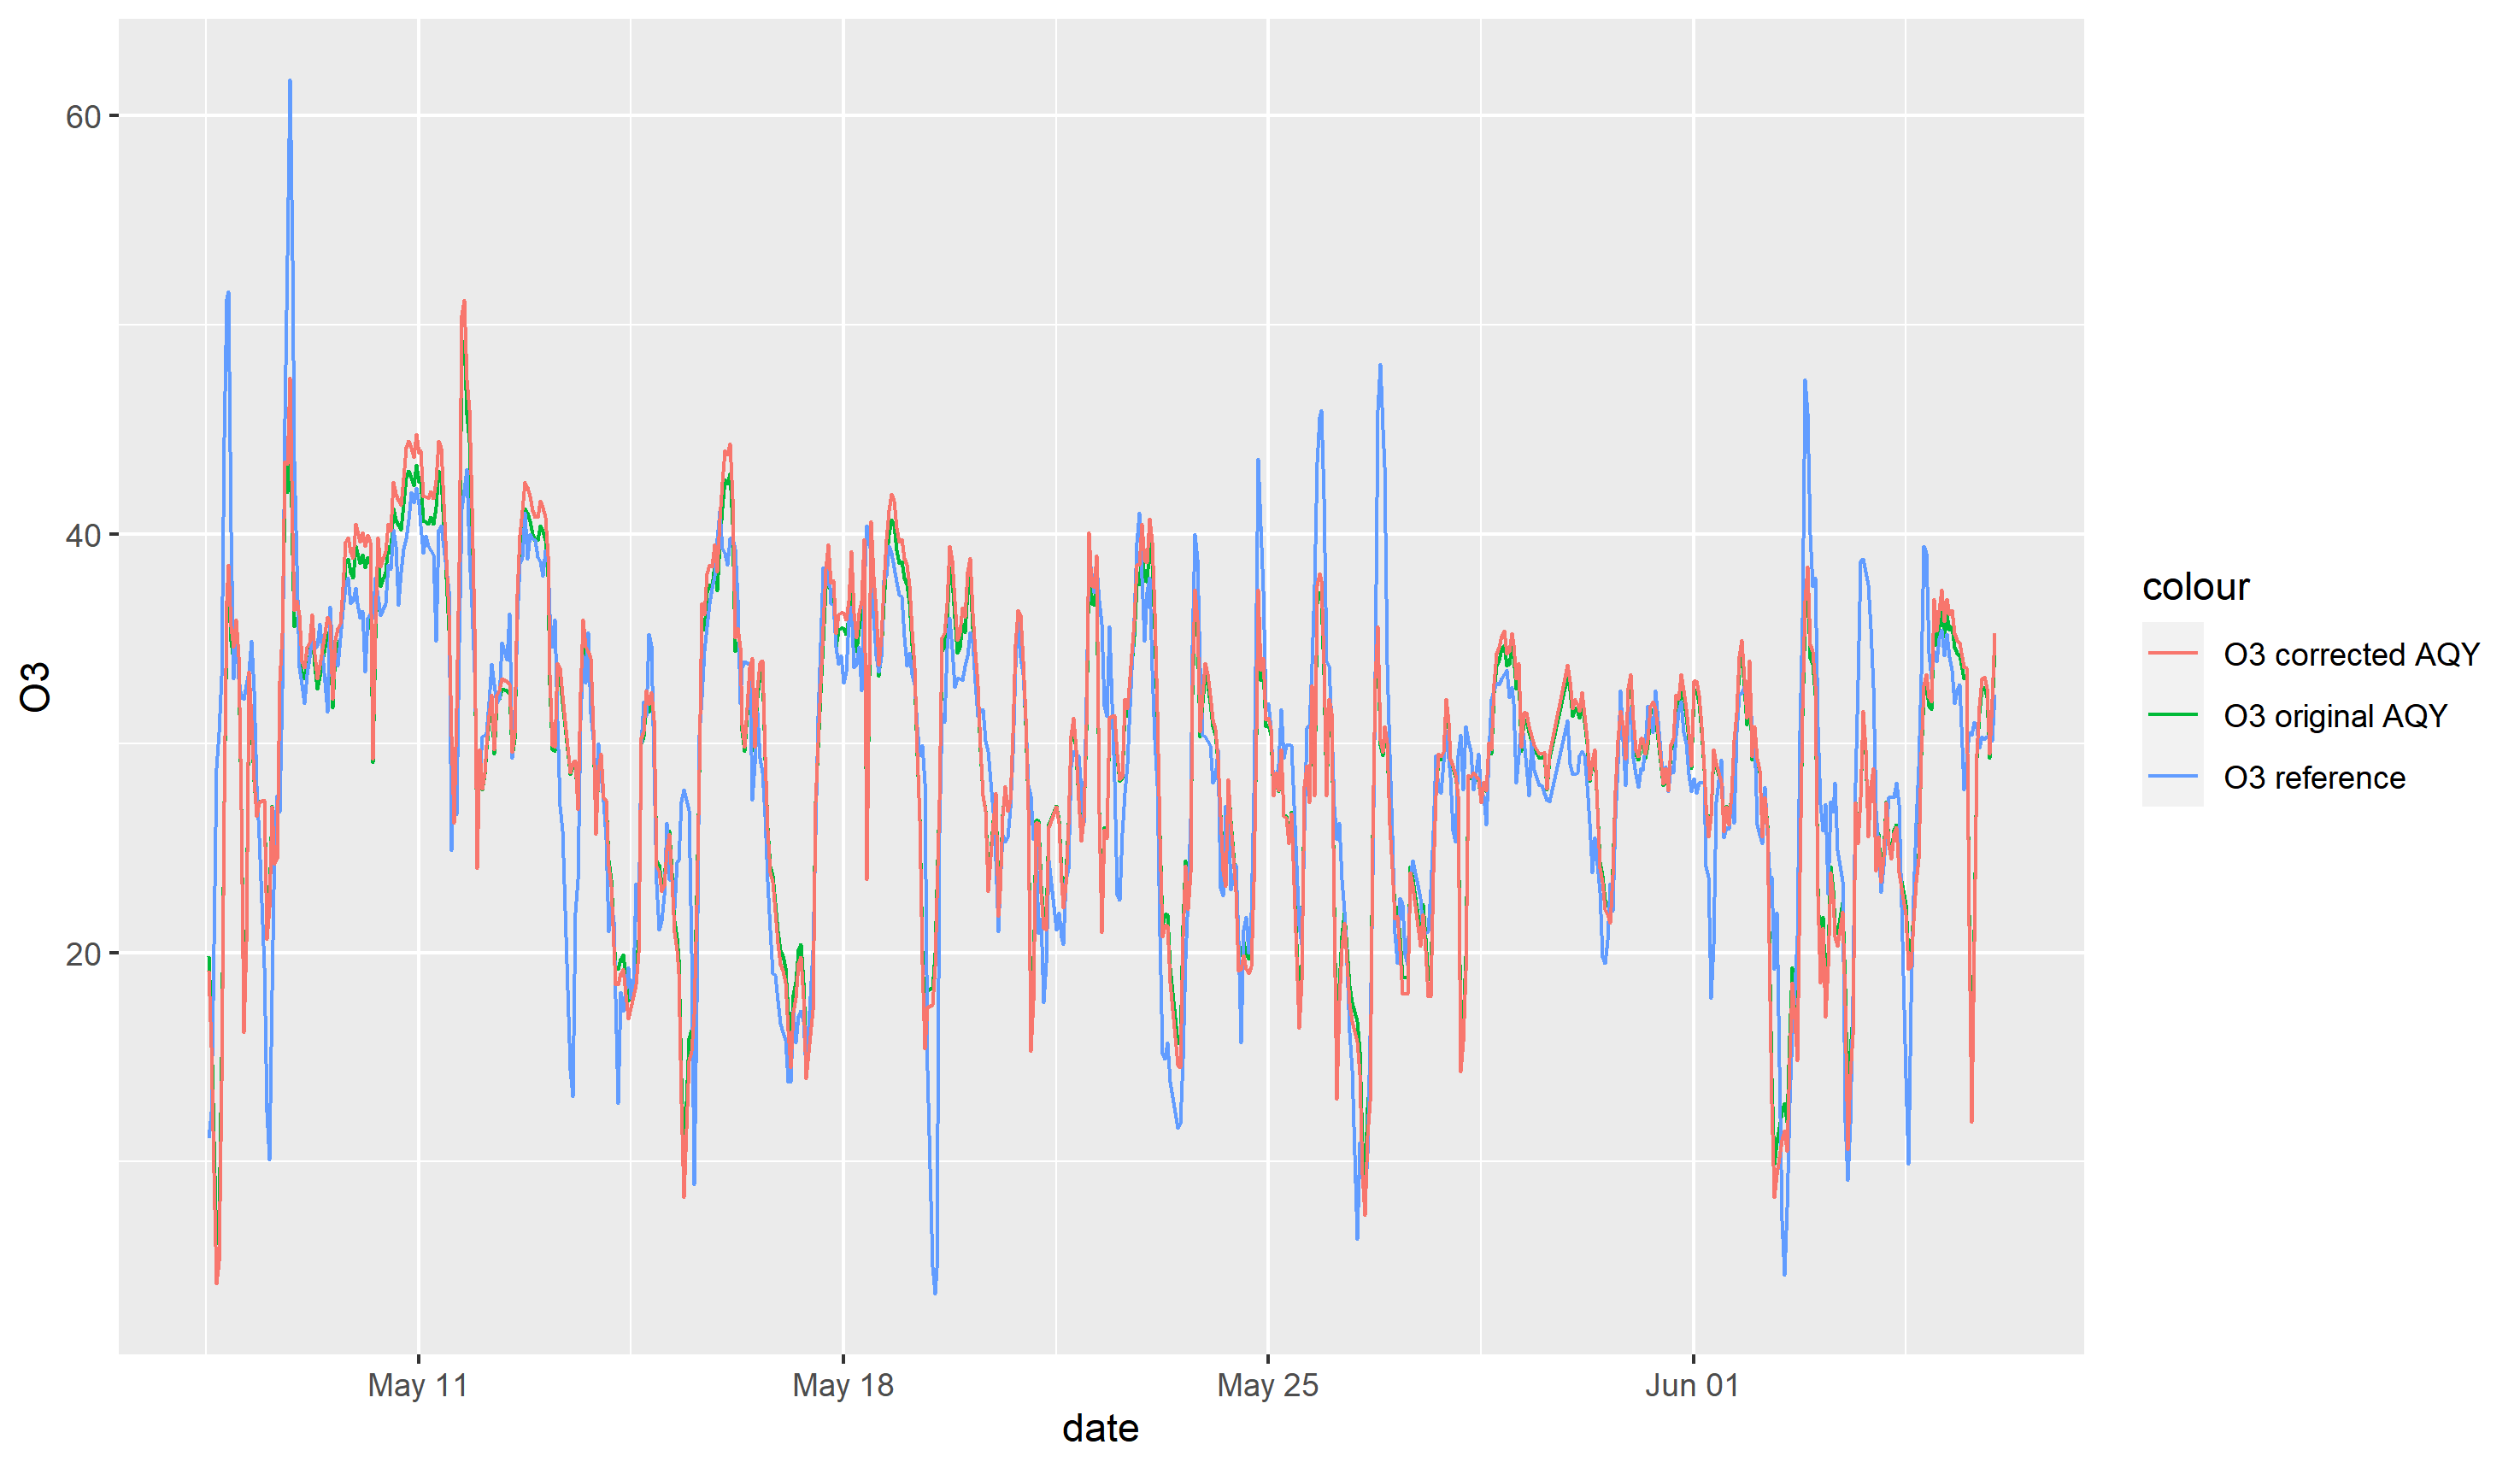 60
40
20
O3
May 11
May 18
May 25
Jun 01
date
colour
O3 corrected AQY
O3 original AQY
O3 reference